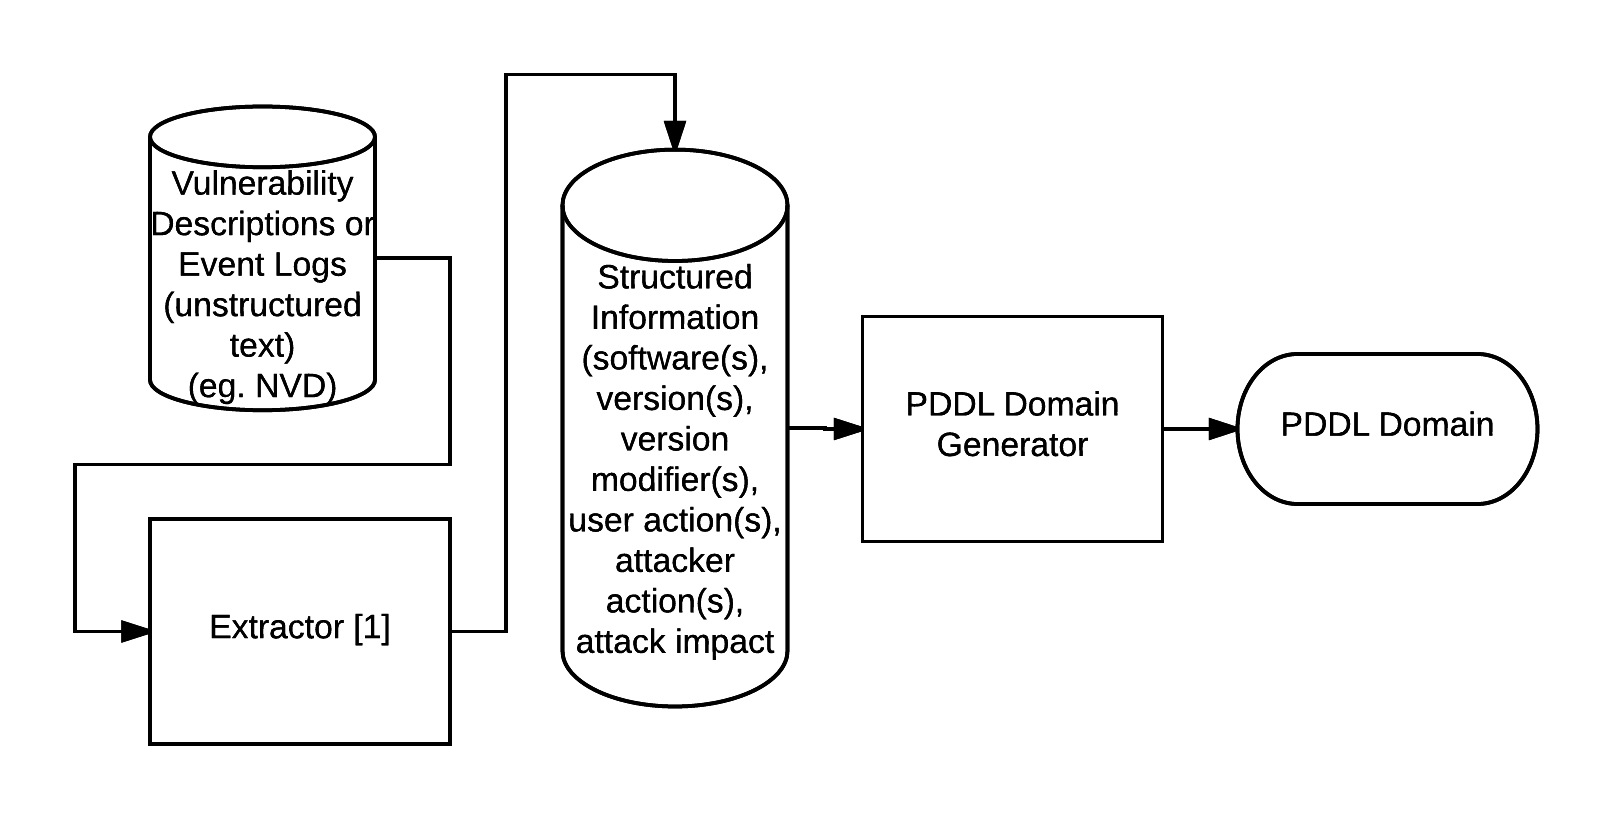 Vulnerability
Descriptions or
Event Logs
(unstructured
text)
(eg. NVD)
Extractor [1]
Structured
Information
(software(s),
version(s),
version
modifier(s),
user action(s),
attacker
action(s),
attack impact
PDDL Domain
Generator
PDDL Domain